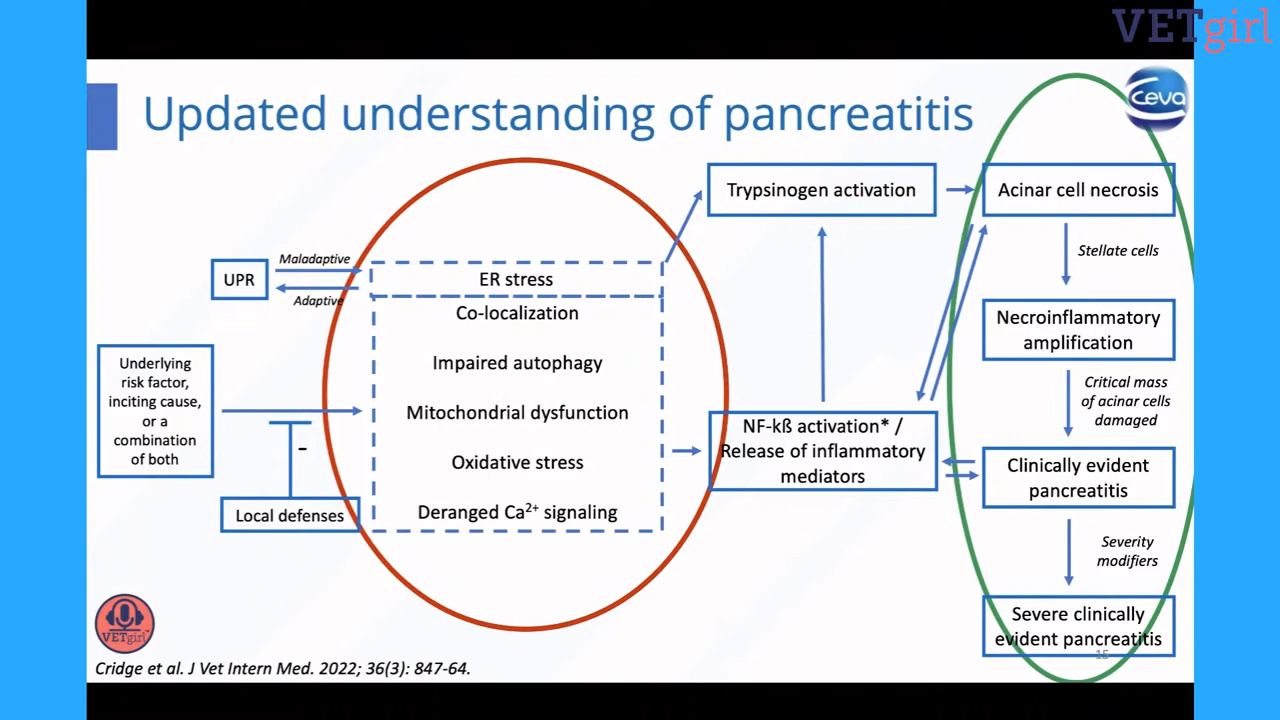 VETgirl
ceva
Updated understanding of pancreatitis
Trypsinogen activation
Acinar cell necrosis
Maladaptive
UPR
Adaptive
ER stress
Co-localization
Impaired autophagy
Mitochondrial dysfunction
Oxidative stress
Deranged Ca²⁺ signaling
Stellate cells
Necroinflammatory
amplification
Underlying
risk factor,
inciting cause,
or a
combination
of both
–
Local defenses
NF-kß activation* /
Release of inflammatory
mediators
Critical mass
of acinar cells
damaged
Clinically evident
pancreatitis
Severity
modifiers
Severe clinically
evident pancreatitis
15
VETgirl
Cridge et al. J Vet Intern Med. 2022; 36(3): 847-64.